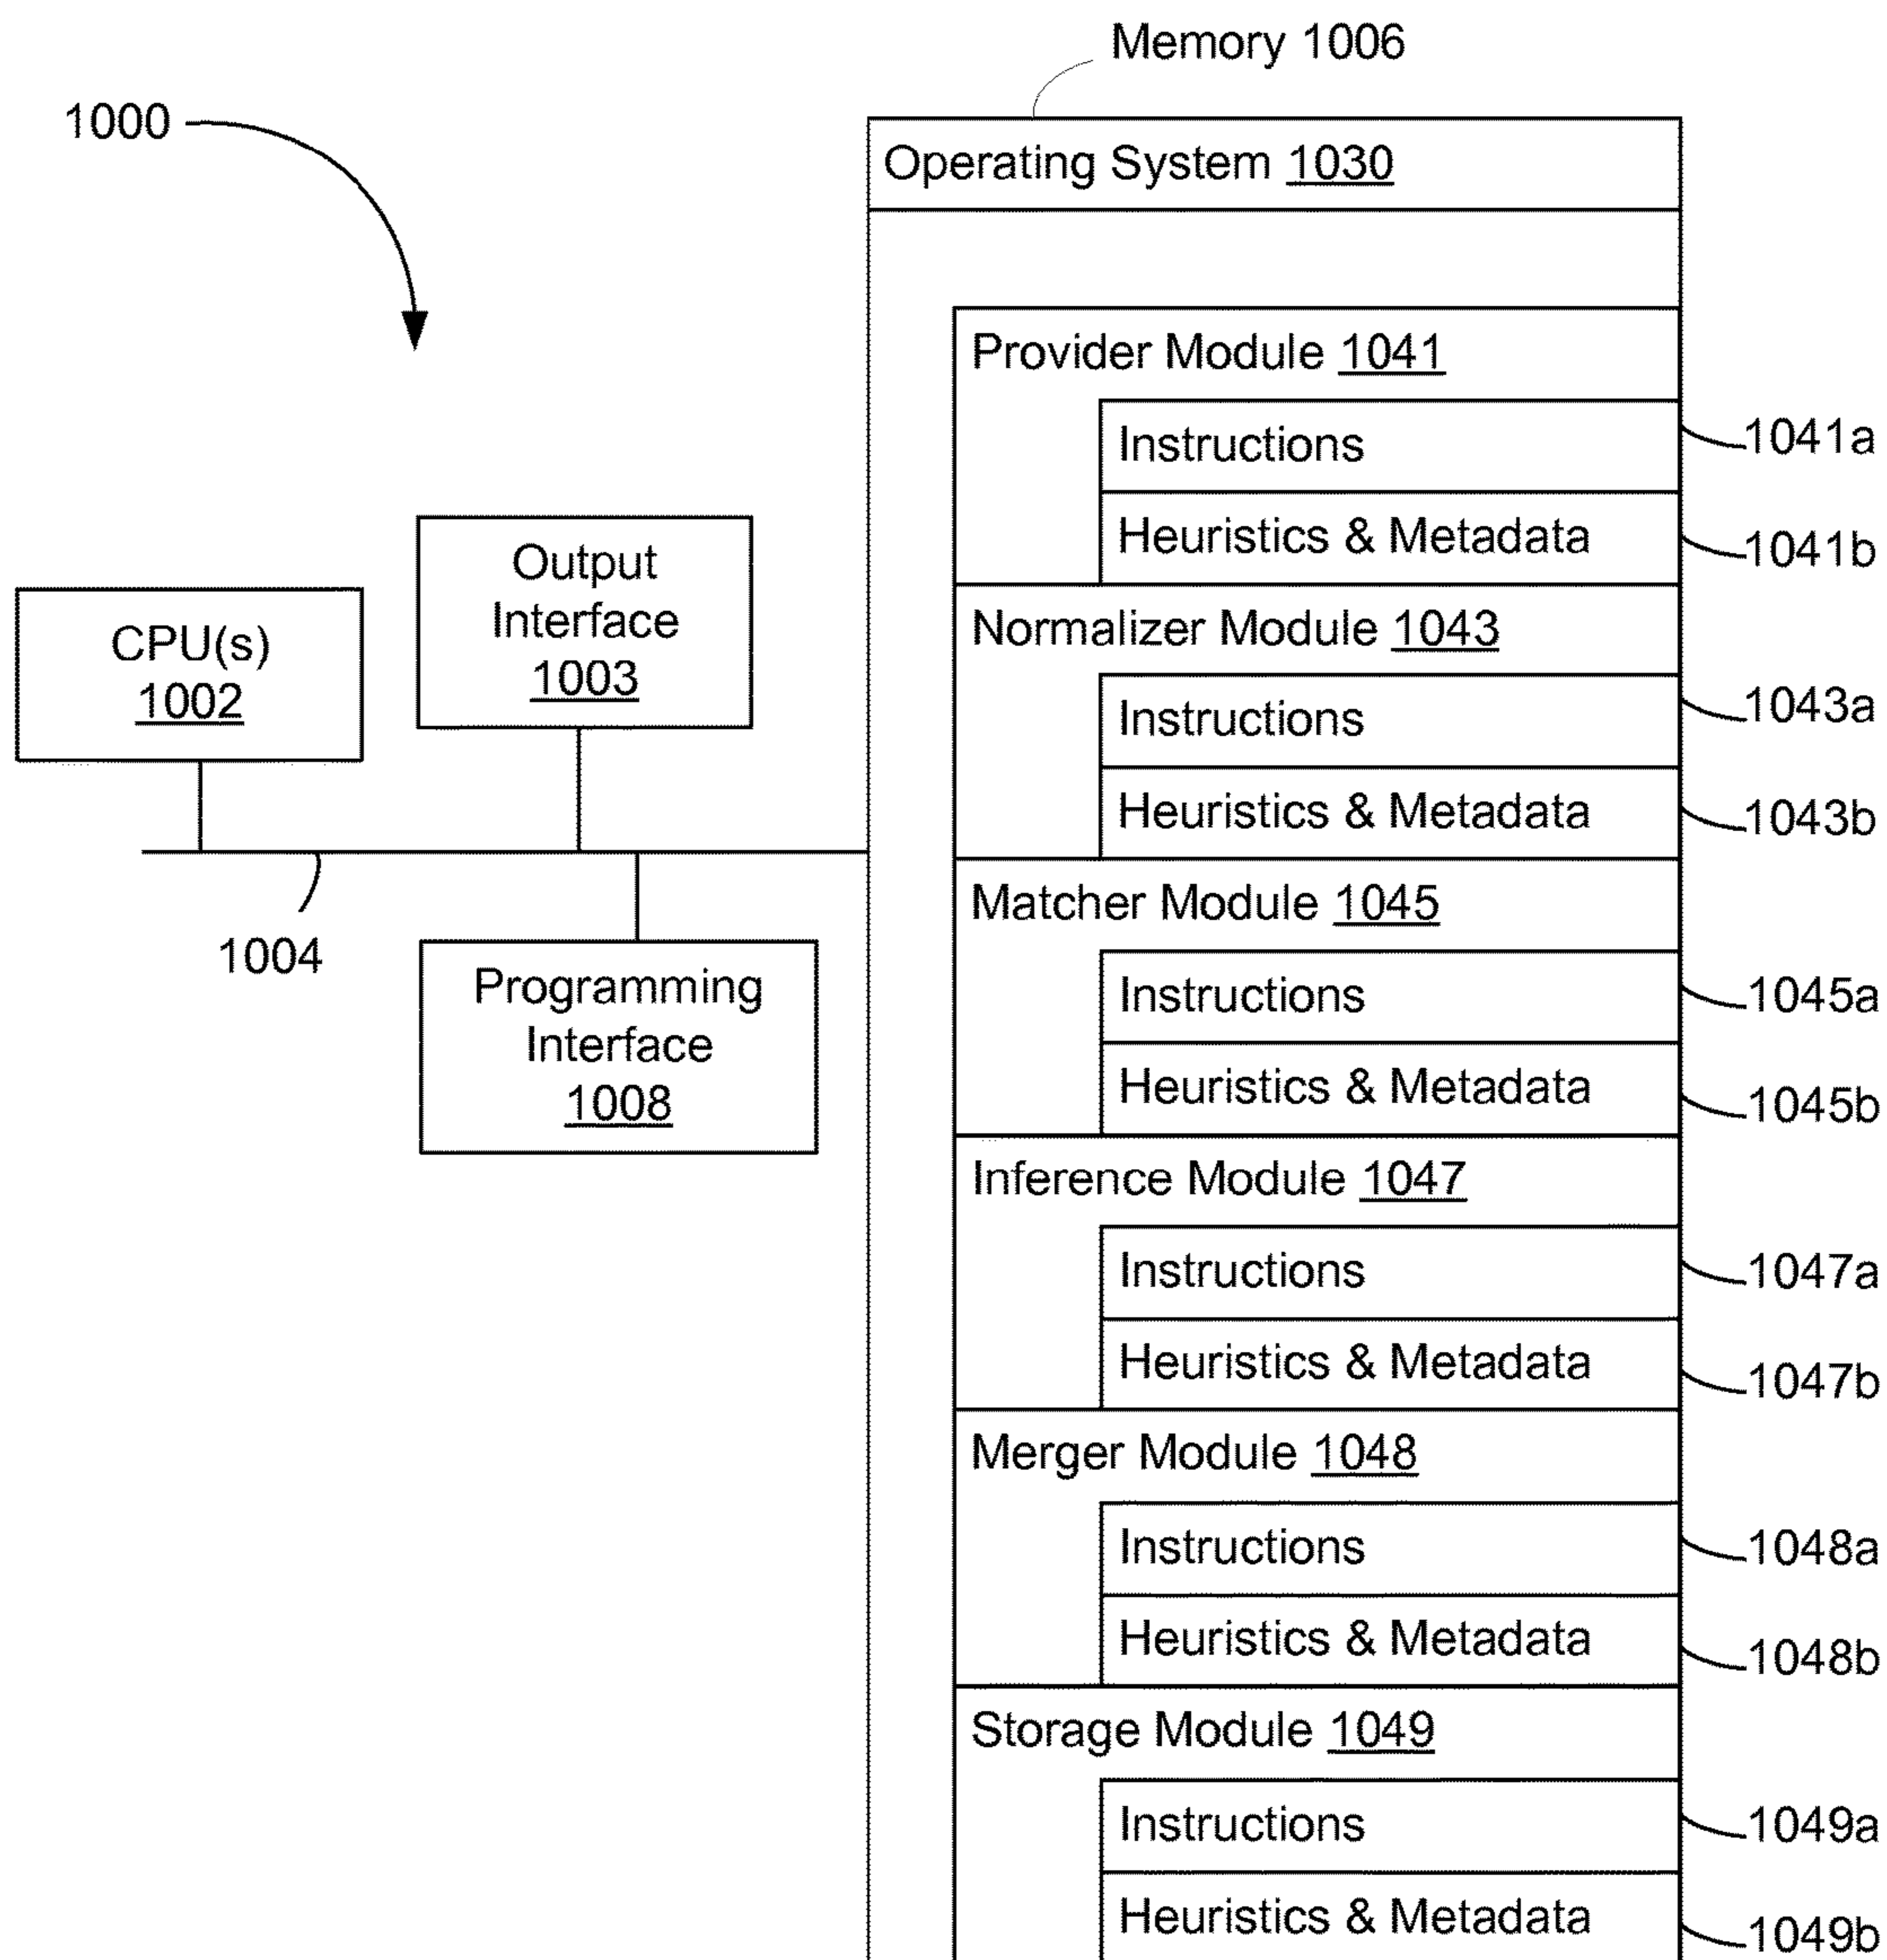 Memory 1006
1000
Operating System 1030
Provider Module 1041
Instructions
1041a
Heuristics & Metadata
1041b
Output
Interface
1003
CPU(s)
1002
Normalizer Module 1043
Instructions
1043a
Heuristics & Metadata
1043b
1004
Programming
Interface
1008
Matcher Module 1045
Instructions
1045a
Heuristics & Metadata
1045b
Inference Module 1047
Instructions
1047a
Heuristics & Metadata
1047b
Merger Module 1048
Instructions
1048a
Heuristics & Metadata
1048b
Storage Module 1049
Instructions
1049a
Heuristics & Metadata
1049b